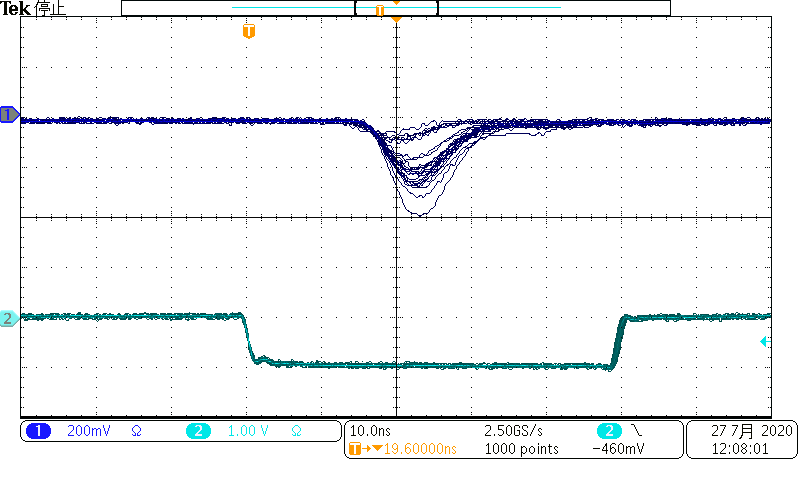 Tek 停止
T
T
1
2
1 200mV Ω 2 1.00 V Ω
10.0ns 2.50GS/s 2
T→▼19.60000ns 1000 points −460mV
27 7月 2020
12:08:01